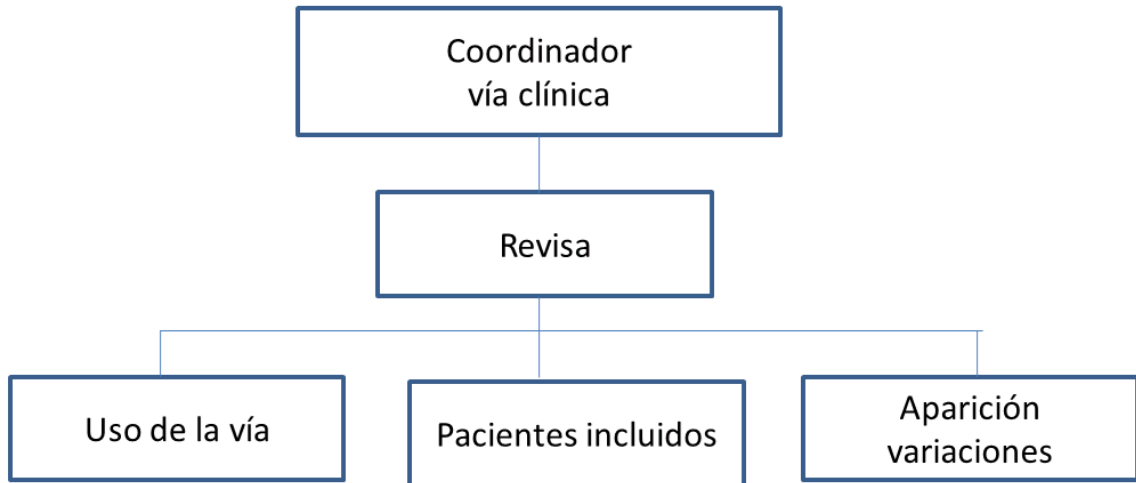 Coordinador
vía clínica
Revisa
Uso de la vía
Pacientes incluidos
Aparición
variaciones